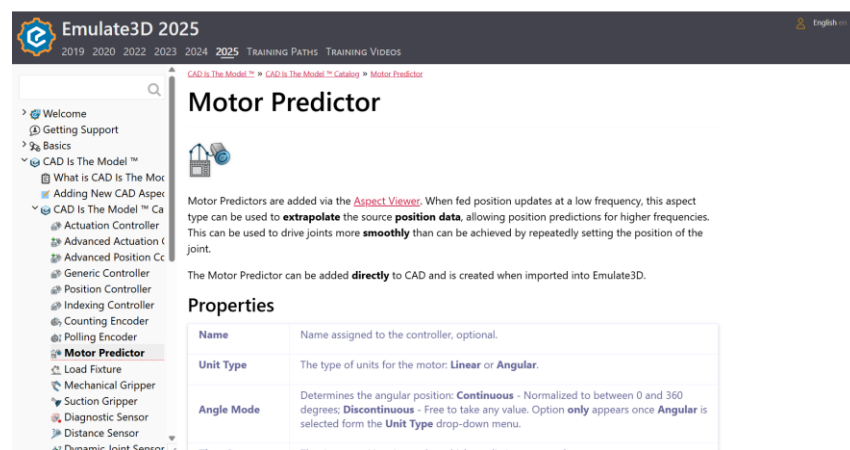 Emulate3D 2025
English en
2019 2020 2022 2023 2024 2025 Training Paths Training Videos
CAD Is The Model ™ » CAD Is The Model ™ Catalog » Motor Predictor
Motor Predictor
Welcome
Getting Support
Basics
CAD Is The Model ™
What is CAD Is The Moc
Adding New CAD Aspec
CAD Is The Model ™ Ca
Actuation Controller
Advanced Actuation
Advanced Position Cc
Generic Controller
Position Controller
Indexing Controller
Counting Encoder
Polling Encoder
Motor Predictor
Load Fixture
Mechanical Gripper
Suction Gripper
Diagnostic Sensor
Distance Sensor
Dynamic Joint Sensor
Motor Predictors are added via the Aspect Viewer. When fed position updates at a low frequency, this aspect
type can be used to extrapolate the source position data, allowing position predictions for higher frequencies.
This can be used to drive joints more smoothly than can be achieved by repeatedly setting the position of the
joint.
The Motor Predictor can be added directly to CAD and is created when imported into Emulate3D.
Properties
Name Name assigned to the controller, optional.
Unit Type The type of units for the motor: Linear or Angular.
Determines the angular position: Continuous - Normalized to between 0 and 360
Angle Mode degrees; Discontinuous - Free to take any value. Option only appears once Angular is
selected form the Unit Type drop-down menu.